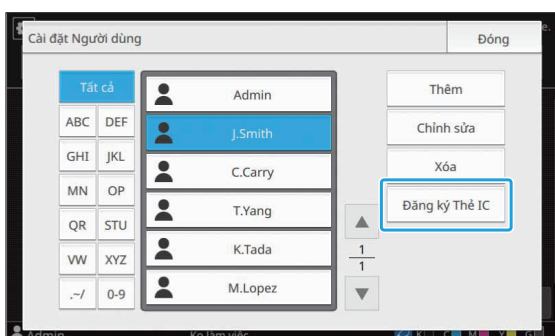 Cài đặt Người dùng
Đóng
Tất cả
ABC DEF
GHI JKL
MN OP
QR STU
VW XYZ
.~/ 0-9
Admin
J.Smith
C.Carry
T.Yang
K.Tada
M.Lopez
1
1
Thêm
Chỉnh sửa
Xóa
Đăng ký Thẻ IC
Admin